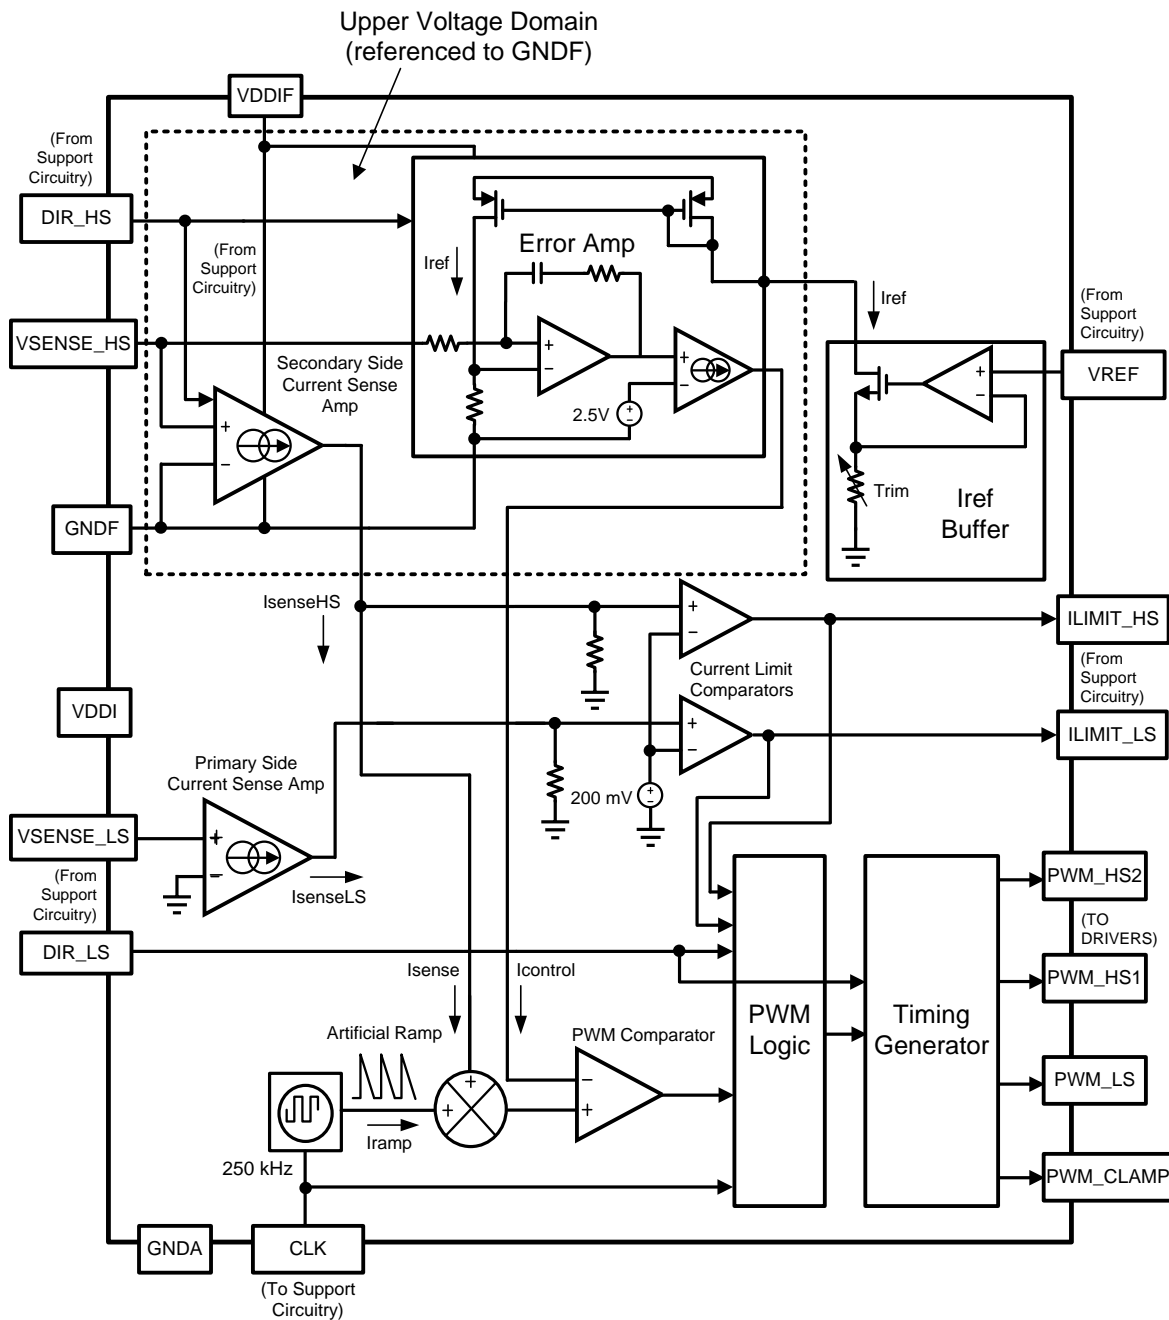 Upper Voltage Domain
(referenced to GNDF)
VDDIF
(From
Support
Circuitry)
DIR_HS
(From
Support
Circuitry)
Iref
Error Amp
Iref
(From
Support
Circuitry)
VSENSE_HS
Secondary Side
Current Sense
Amp
+
−
+
−
+
−
2.5V
+
−
+
−
VREF
Trim
Iref
Buffer
GNDF
IsenseHS
+
−
ILIMIT_HS
Current Limit
Comparators
(From
Support
Circuitry)
VDDI
+
−
ILIMIT_LS
Primary Side
Current Sense Amp
200 mV
+
−
VSENSE_LS
+
−
IsenseLS
(From
Support
Circuitry)
PWM_HS2
(TO
DRIVERS)
DIR_LS
Isense
Icontrol
PWM_HS1
PWM
Logic
Timing
Generator
Artificial Ramp
PWM Comparator
+
+
−
+
PWM_LS
Iramp
250 kHz
PWM_CLAMP
GNDA
CLK
(To Support
Circuitry)